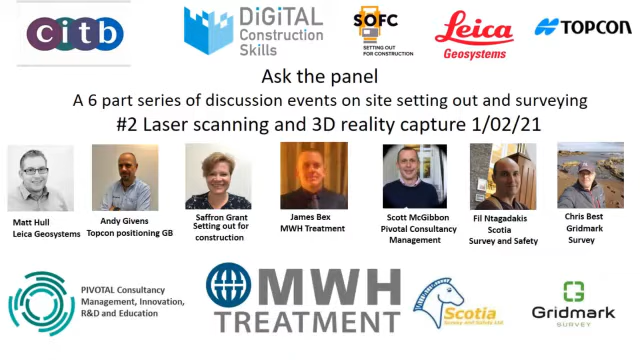 citb
DiGiTAL
Construction
Skills
SOFC
SETTING OUT
FOR CONSTRUCTION
Leica
Geosystems
TOPCON
Ask the panel
A 6 part series of discussion events on site setting out and surveying
#2 Laser scanning and 3D reality capture 1/02/21
Matt Hull
Leica Geosystems
Andy Givens
Topcon positioning GB
Saffron Grant
Setting out for
construction
James Bex
MWH Treatment
Scott McGibbon
Pivotal Consultancy
Management
Fil Ntagadakis
Scotia
Survey and Safety
Chris Best
Gridmark
Survey
PIVOTAL Consultancy
Management, Innovation,
R&D and Education
MWH
TREATMENT
Scotia
Gridmark
SURVEY